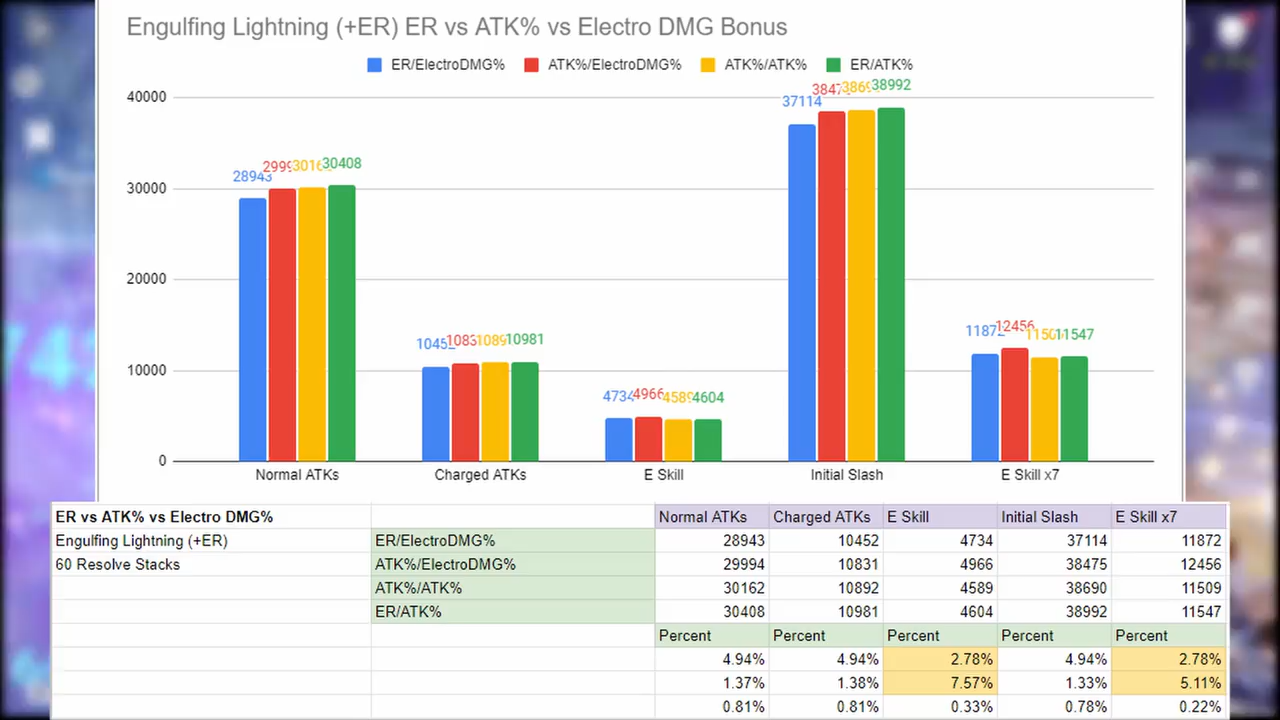 Engulfing Lightning (+ER) ER vs ATK% vs Electro DMG Bonus
ER/ElectroDMG% ATK%/ElectroDMG% ATK%/ATK% ER/ATK%
40000
30000
20000
10000
0
28943 30408
10981
4734 4966 4589 4604
37114 38992
12456 11547
Normal ATKs Charged ATKs E Skill Initial Slash E Skill x7
ER vs ATK% vs Electro DMG% Normal ATKs Charged ATKs E Skill Initial Slash E Skill x7
Engulfing Lightning (+ER) ER/ElectroDMG% 28943 10452 4734 37114 11872
60 Resolve Stacks ATK%/ElectroDMG% 29994 10831 4966 38475 12456
ATK%/ATK% 30162 10892 4589 38690 11509
ER/ATK% 30408 10981 4604 38992 11547
Percent Percent Percent Percent Percent
4.94% 4.94% 2.78% 4.94% 2.78%
1.37% 1.38% 7.57% 1.33% 5.11%
0.81% 0.81% 0.33% 0.78% 0.22%